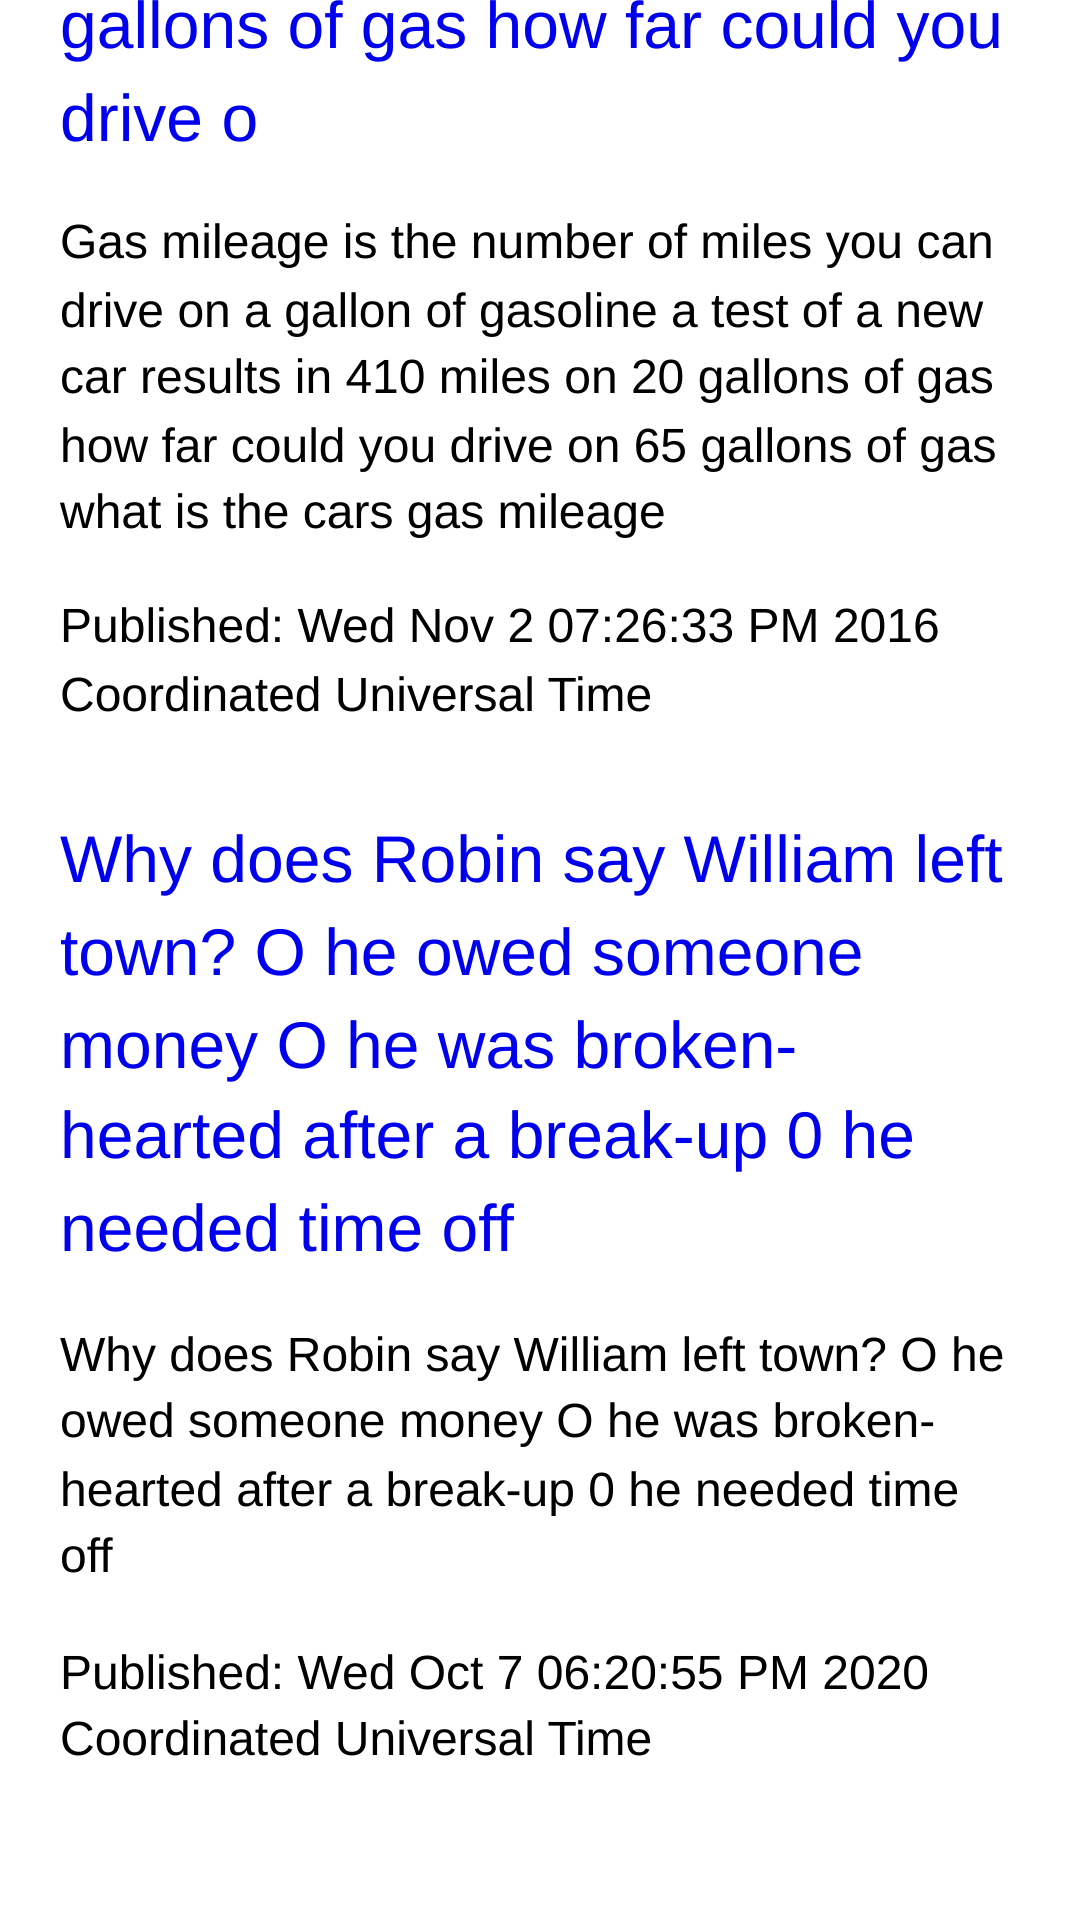 gallons of gas how far could you
drive o
Gas mileage is the number of miles you can
drive on a gallon of gasoline a test of a new
car results in 410 miles on 20 gallons of gas
how far could you drive on 65 gallons of gas
what is the cars gas mileage
Published: Wed Nov 2 07:26:33 PM 2016
Coordinated Universal Time
Why does Robin say William left
town? O he owed someone
money O he was broken-
hearted after a break-up 0 he
needed time off
Why does Robin say William left town? O he
owed someone money O he was broken-
hearted after a break-up 0 he needed time
off
Published: Wed Oct 7 06:20:55 PM 2020
Coordinated Universal Time